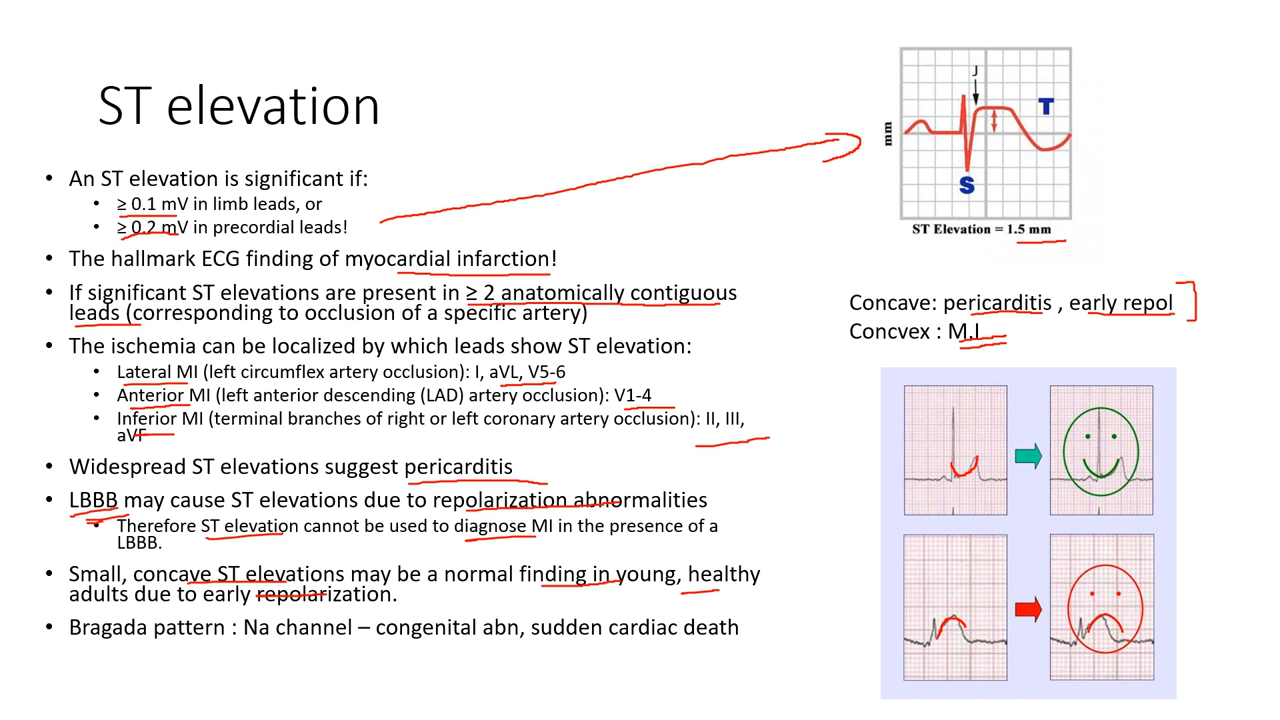 ST elevation
• An ST elevation is significant if:
• ≥ 0.1 mV in limb leads, or
• ≥ 0.2 mV in precordial leads!
• The hallmark ECG finding of myocardial infarction!
• If significant ST elevations are present in ≥ 2 anatomically contiguous
leads (corresponding to occlusion of a specific artery)
• The ischemia can be localized by which leads show ST elevation:
• Lateral MI (left circumflex artery occlusion): I, aVL, V5-6
• Anterior MI (left anterior descending (LAD) artery occlusion): V1-4
• Inferior MI (terminal branches of right or left coronary artery occlusion): II, III,
aVF
• Widespread ST elevations suggest pericarditis
• LBBB may cause ST elevations due to repolarization abnormalities
• Therefore ST elevation cannot be used to diagnose MI in the presence of a
LBBB.
• Small, concave ST elevations may be a normal finding in young, healthy
adults due to early repolarization.
• Bragada pattern : Na channel – congenital abn, sudden cardiac death
J
T
mm
S
ST Elevation = 1.5 mm
Concave: pericarditis , early repol
Concvex : M.I